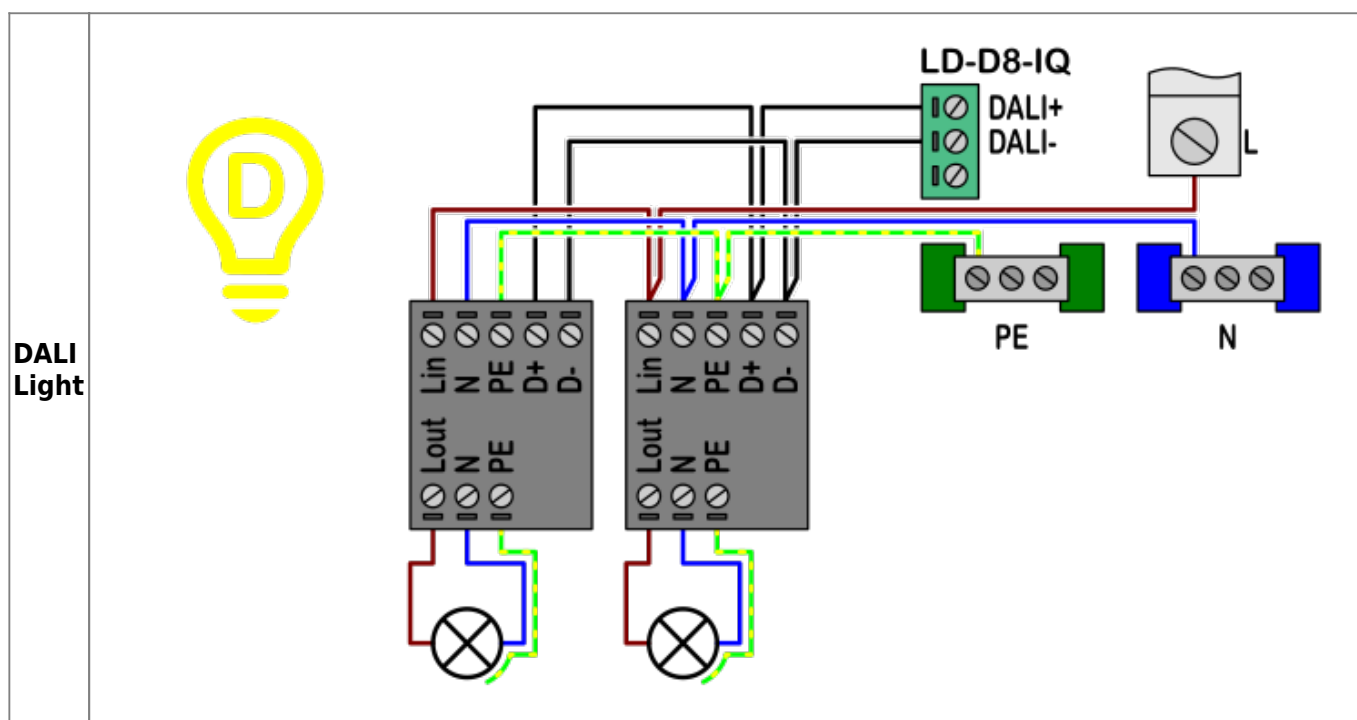 DALI
Light
D
LD-D8-IQ
DALI+
DALI-
L
PE
N
Lin
N
PE
D+
D-
Lout
N
PE
Lin
N
PE
D+
D-
Lout
N
PE